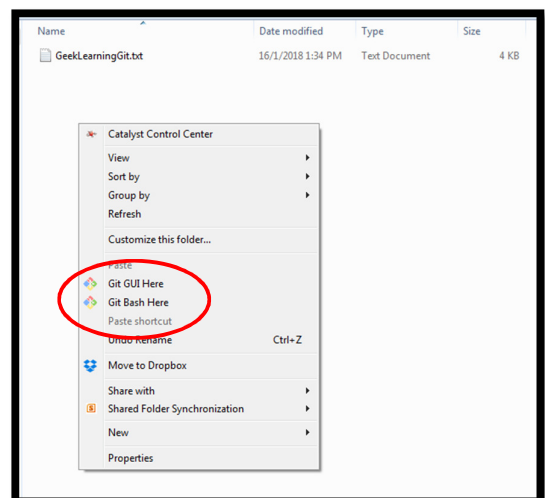 Name Date modified Type Size
GeekLearningGit.txt 16/1/2018 1:34 PM Text Document 4 KB
Catalyst Control Center
View
Sort by
Group by
Refresh
Customize this folder...
Paste
Git GUI Here
Git Bash Here
Paste shortcut
Undo Rename Ctrl+Z
Move to Dropbox
Share with
Shared Folder Synchronization
New
Properties